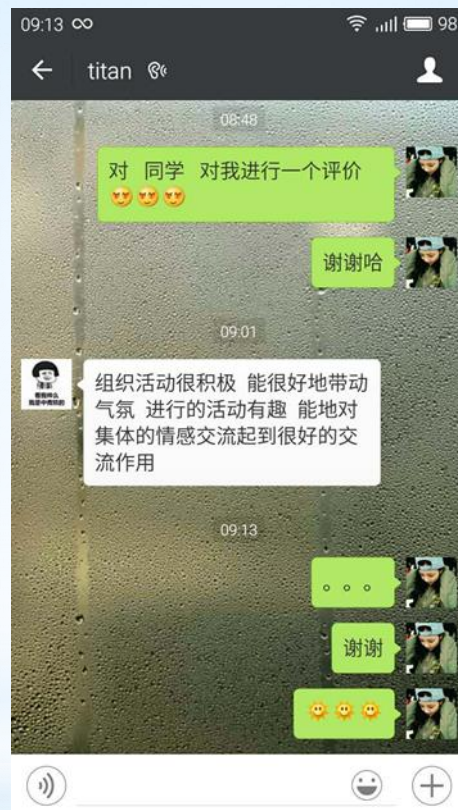 09:13 98
titan
08:48
对 同学 对我进行一个评价
谢谢哈
09:01
组织活动很积极 能很好地带动
气氛 进行的活动有趣 能地对
集体的情感交流起到很好的交
流作用
09:13
。。。
谢谢